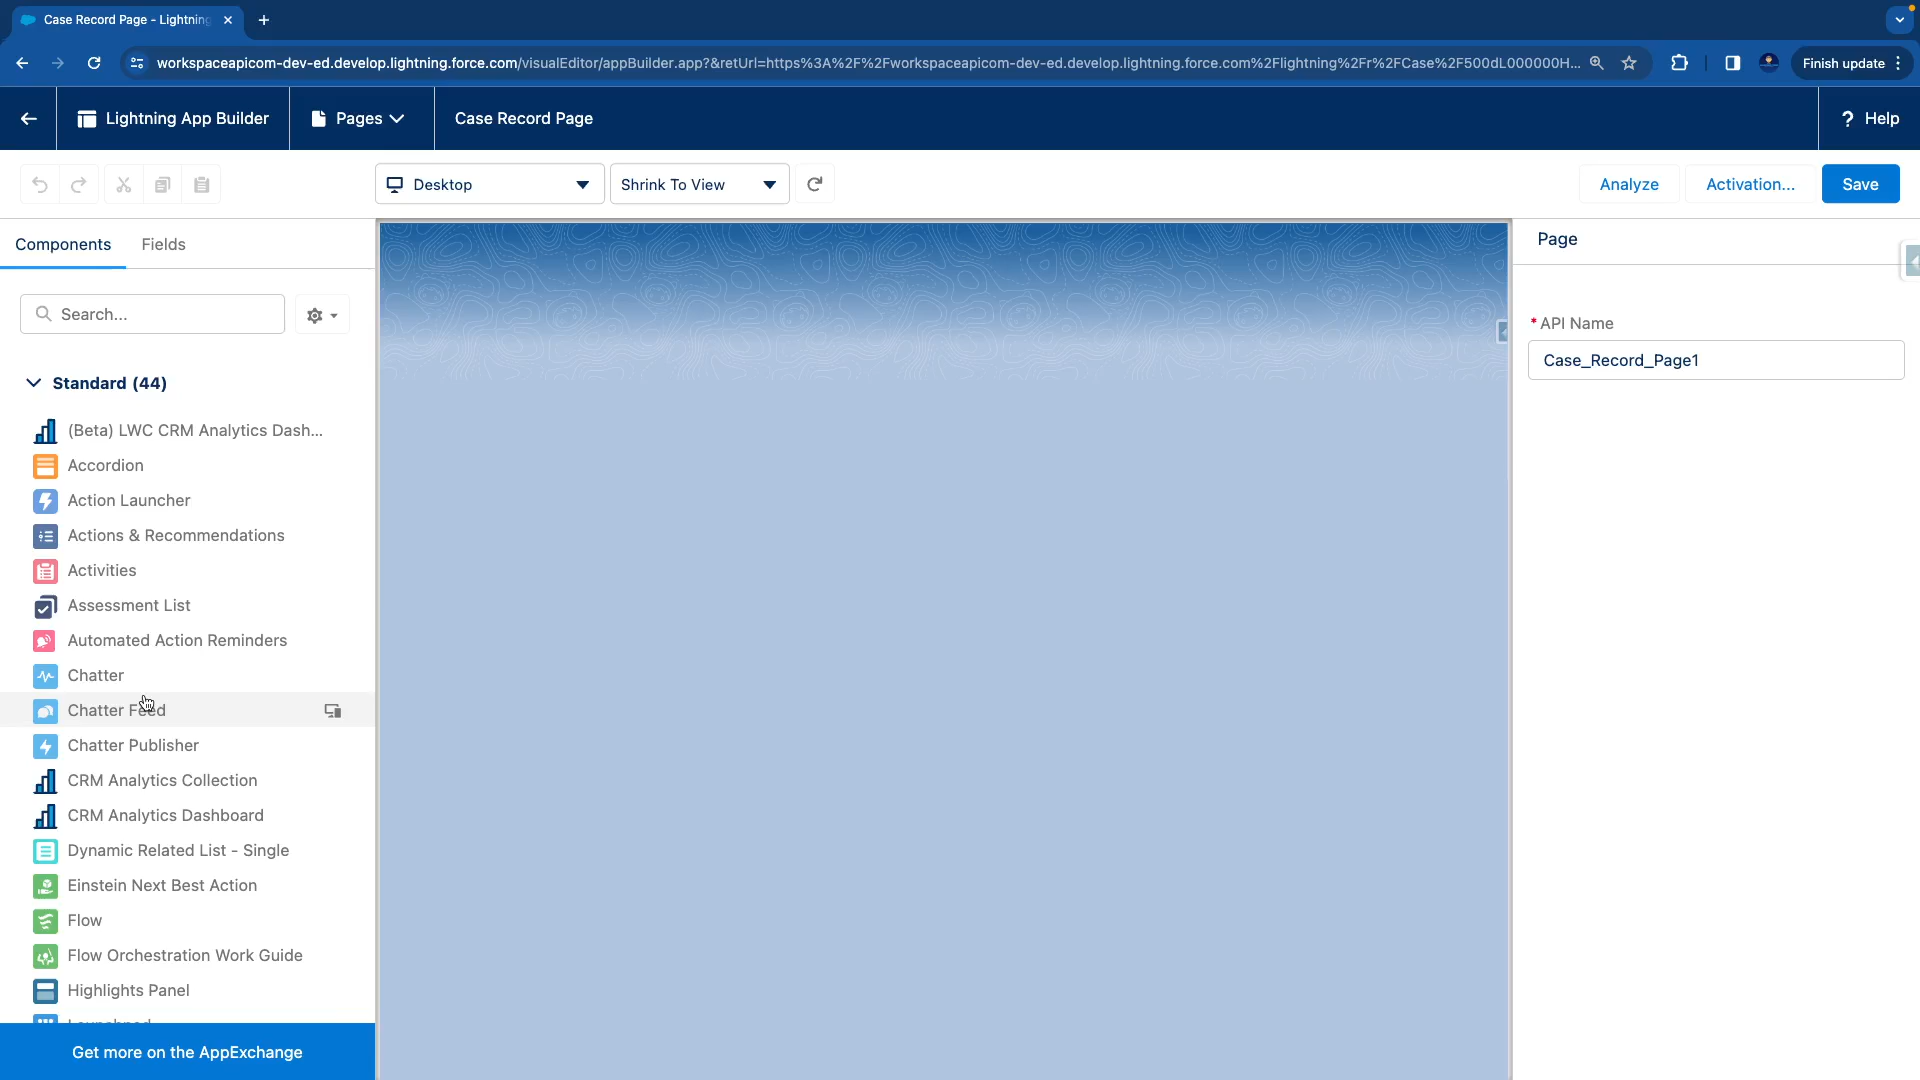 Case Record Page - Lightning
workspaceapicom-dev-ed.develop.lightning.force.com/visualEditor/appBuilder.app?&retUrl=https%3A%2F%2Fworkspaceapicom-dev-ed.develop.lightning.force.com%2Flightning%2Fr%2FCase%2F500dL000000H...
Finish update
Lightning App Builder
Pages
Case Record Page
? Help
Desktop
Shrink To View
Analyze
Activation...
Save
Components
Fields
Search...
Standard (44)
(Beta) LWC CRM Analytics Dash...
Accordion
Action Launcher
Actions & Recommendations
Activities
Assessment List
Automated Action Reminders
Chatter
Chatter Feed
Chatter Publisher
CRM Analytics Collection
CRM Analytics Dashboard
Dynamic Related List - Single
Einstein Next Best Action
Flow
Flow Orchestration Work Guide
Highlights Panel
Get more on the AppExchange
Page
* API Name
Case_Record_Page1